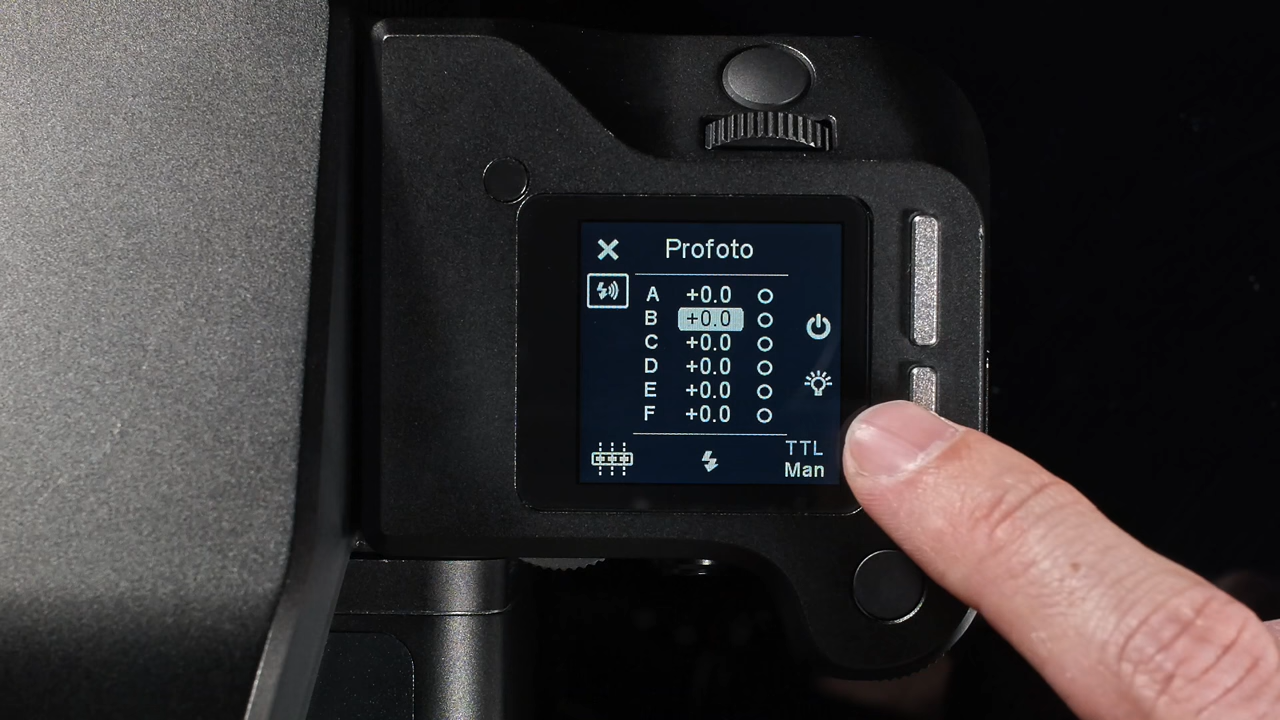 Profoto
A +0.0
B +0.0
C +0.0
D +0.0
E +0.0
F +0.0
TTL
Man